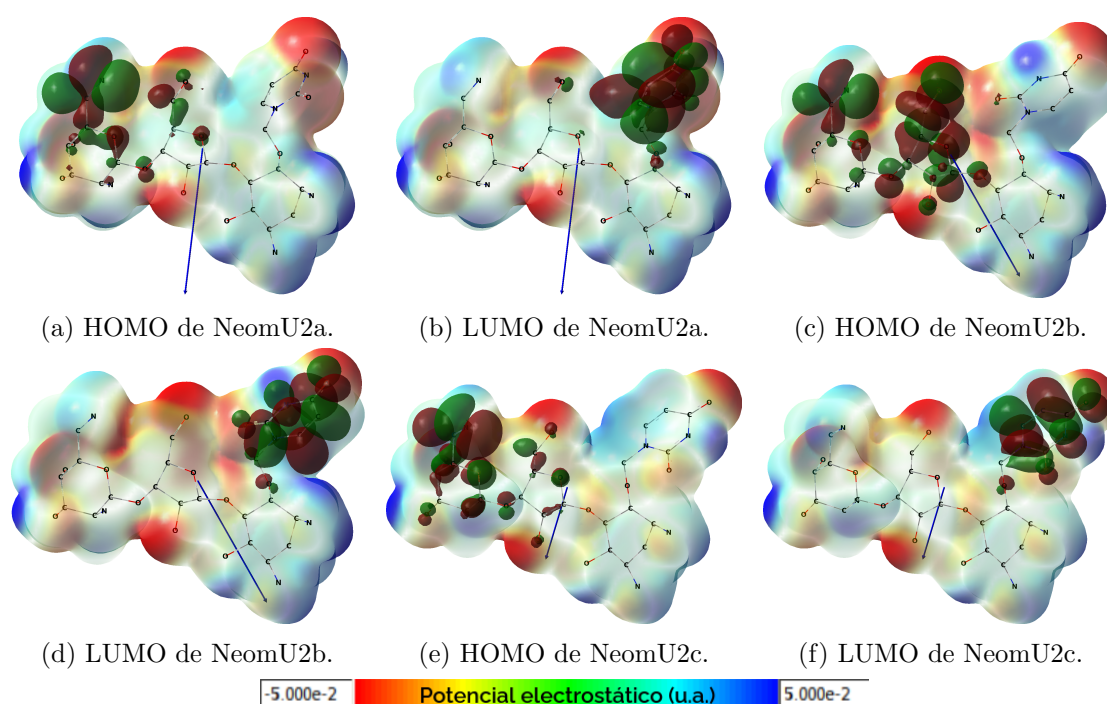 (a) HOMO de NeomU2a.
(b) LUMO de NeomU2a.
(c) HOMO de NeomU2b.
(d) LUMO de NeomU2b.
(e) HOMO de NeomU2c.
(f) LUMO de NeomU2c.
-5.000e-2 Potencial electrostático (u.a.) 5.000e-2